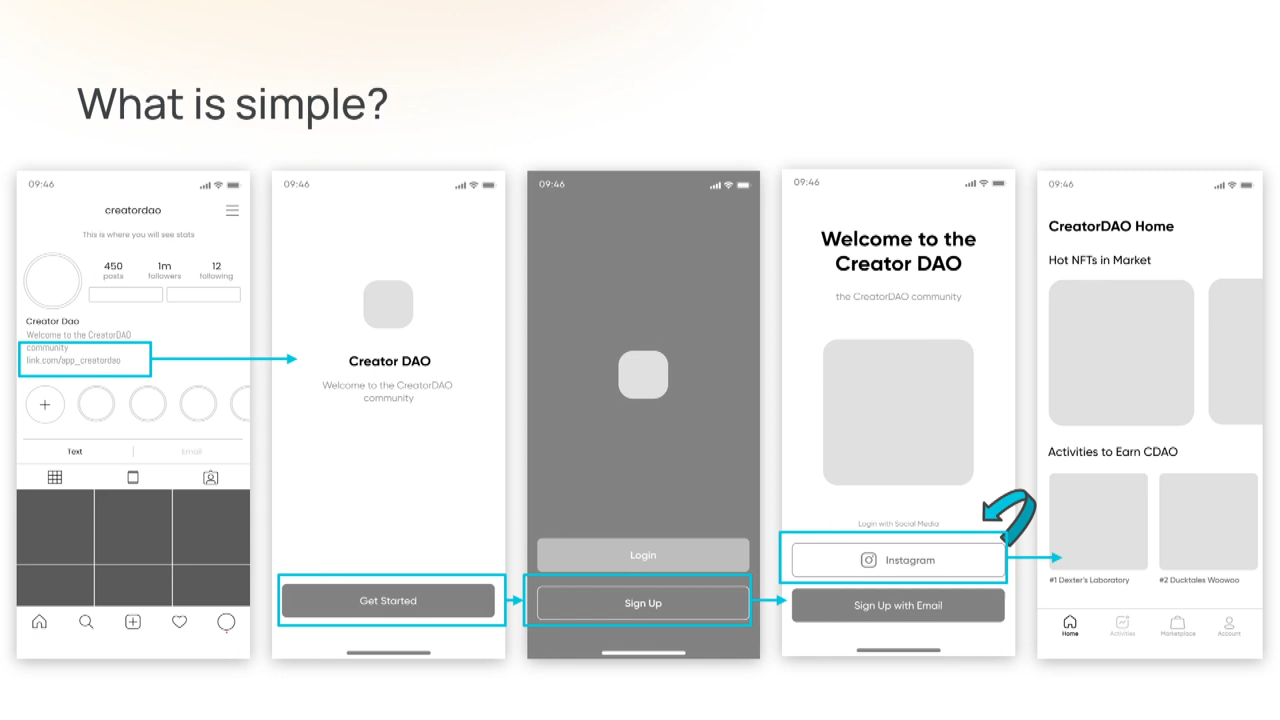 What is simple?
09:46
creatordao
This is where you will see stats
450
posts
1m
followers
12
following
Creator Dao
Welcome to the CreatorDAO
community
link.com/app_creatordao
Text
Email
09:46
Creator DAO
Welcome to the CreatorDAO
community
Get Started
09:46
Login
Sign Up
09:46
Welcome to the
Creator DAO
the CreatorDAO community
Login with Social Media
Instagram
Sign Up with Email
09:46
CreatorDAO Home
Hot NFTs in Market
Activities to Earn CDAO
#1 Dexter's Laboratory
#2 Ducktales Woowoo
Home
Activities
Marketplace
Account